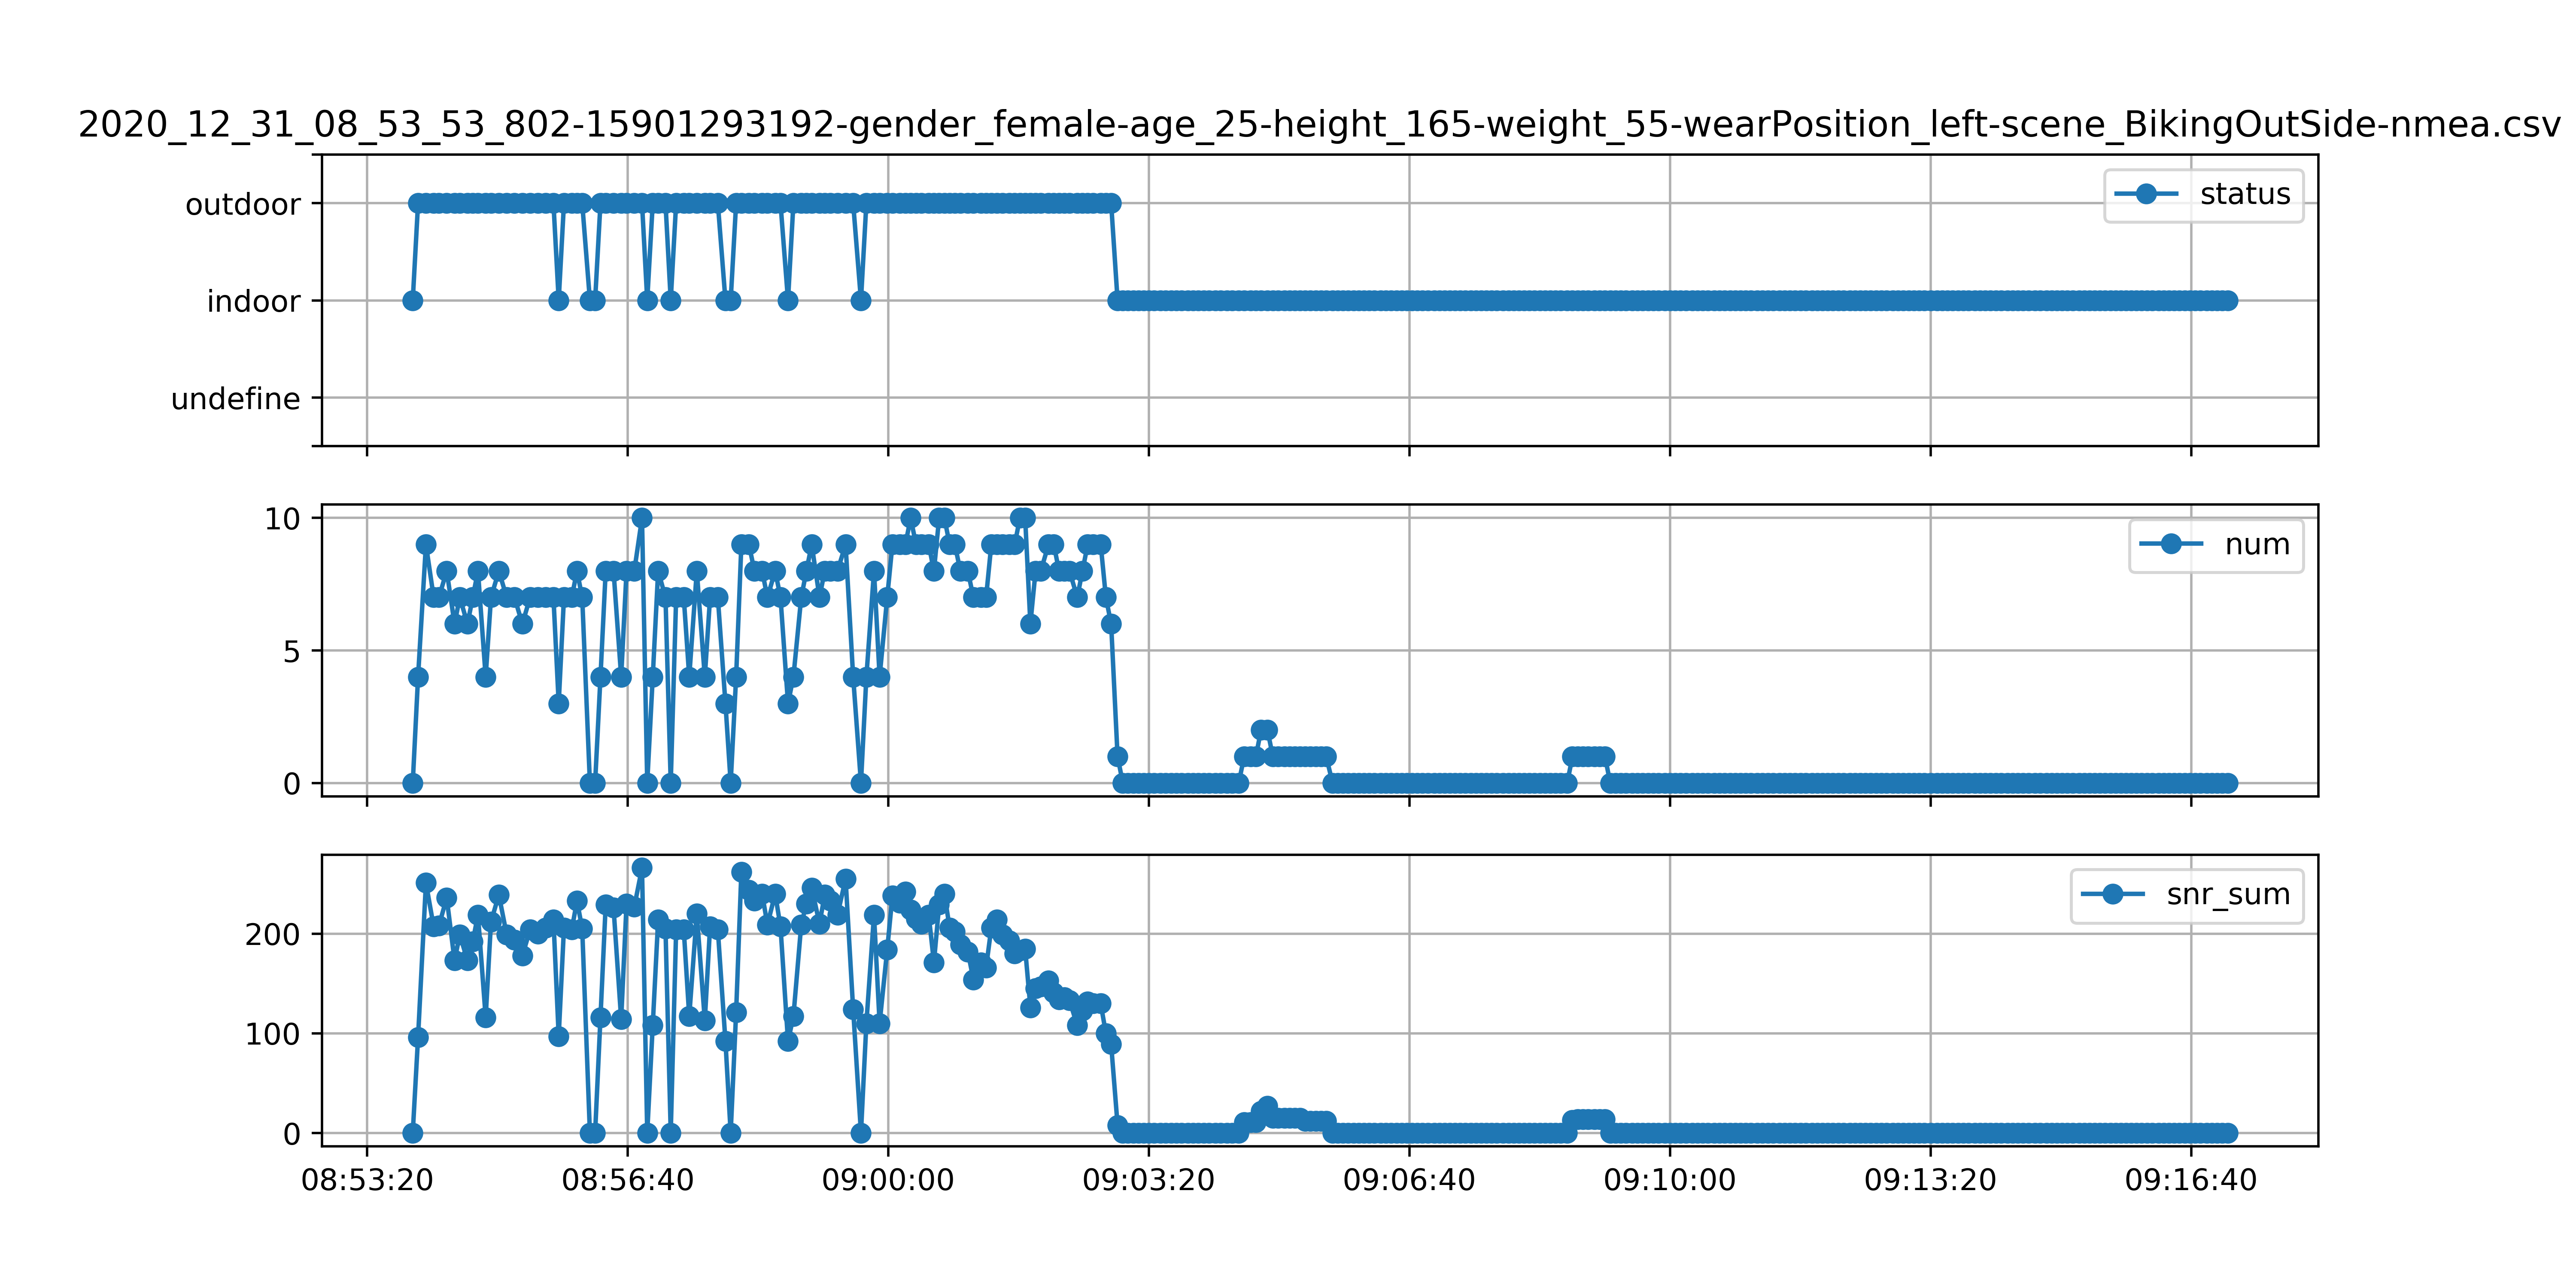 2020_12_31_08_53_53_802-15901293192-gender_female-age_25-height_165-weight_55-wearPosition_left-scene_BikingOutSide-nmea.csv
outdoor
indoor
undefine
status
10
5
0
num
200
100
0
snr_sum
08:53:20 08:56:40 09:00:00 09:03:20 09:06:40 09:10:00 09:13:20 09:16:40